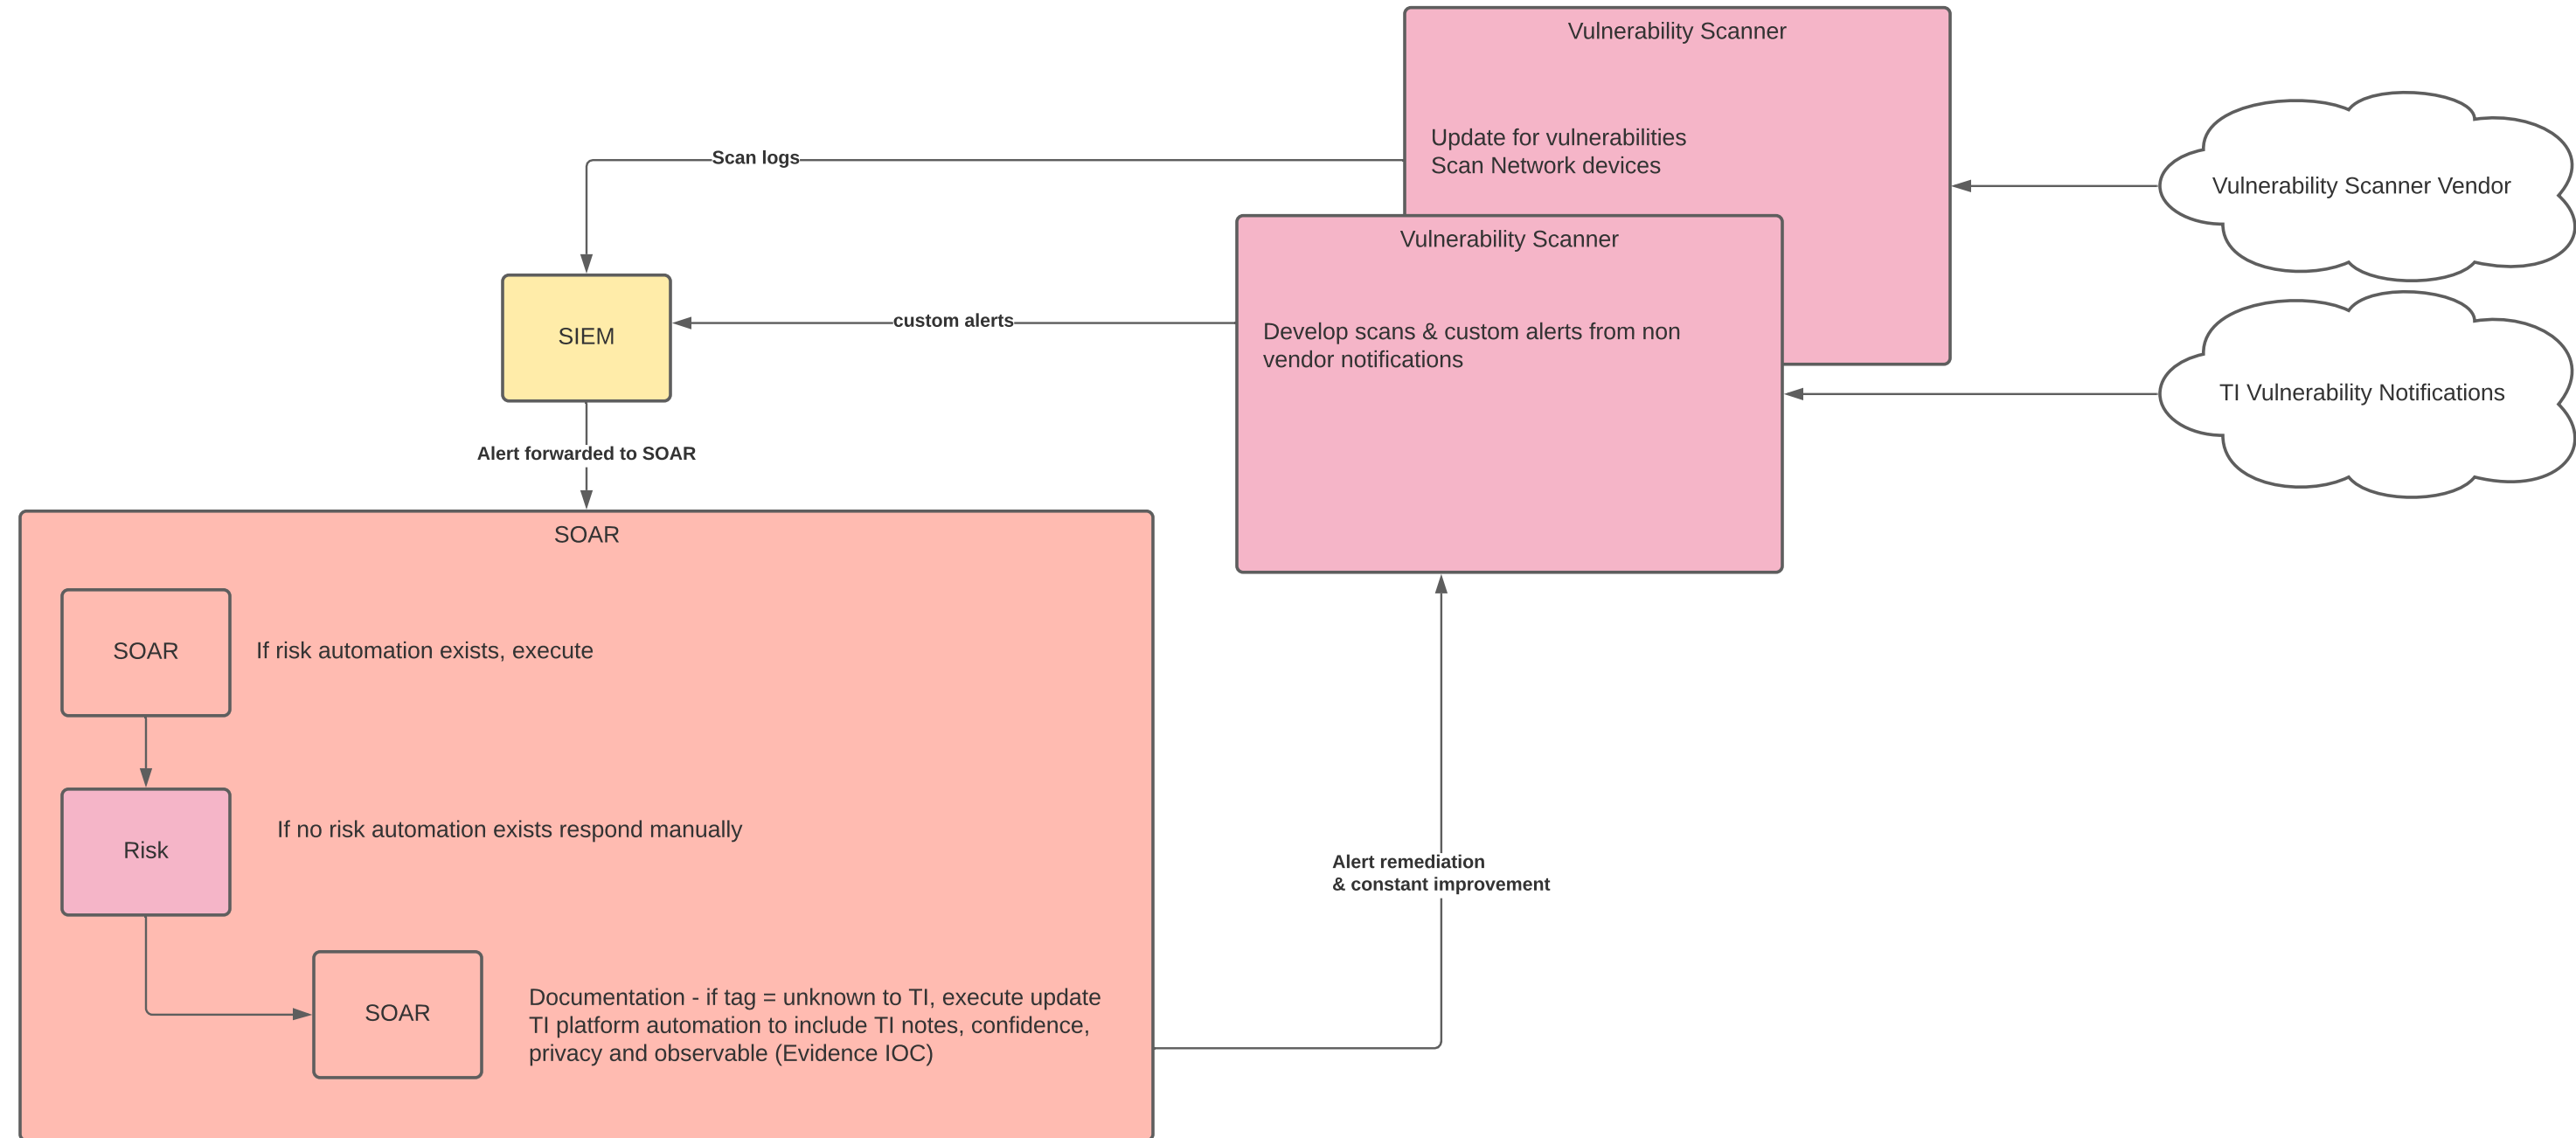 Vulnerability Scanner
Update for vulnerabilities
Scan Network devices
Vulnerability Scanner Vendor
Scan logs
Vulnerability Scanner
Develop scans & custom alerts from non
vendor notifications
custom alerts
SIEM
TI Vulnerability Notifications
Alert forwarded to SOAR
SOAR
SOAR
If risk automation exists, execute
Risk
If no risk automation exists respond manually
Alert remediation
& constant improvement
SOAR
Documentation - if tag = unknown to TI, execute update
TI platform automation to include TI notes, confidence,
privacy and observable (Evidence IOC)